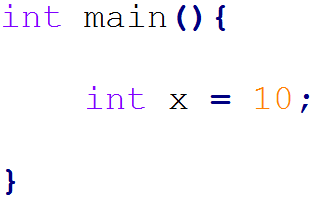 int main(){
int x = 10;
}